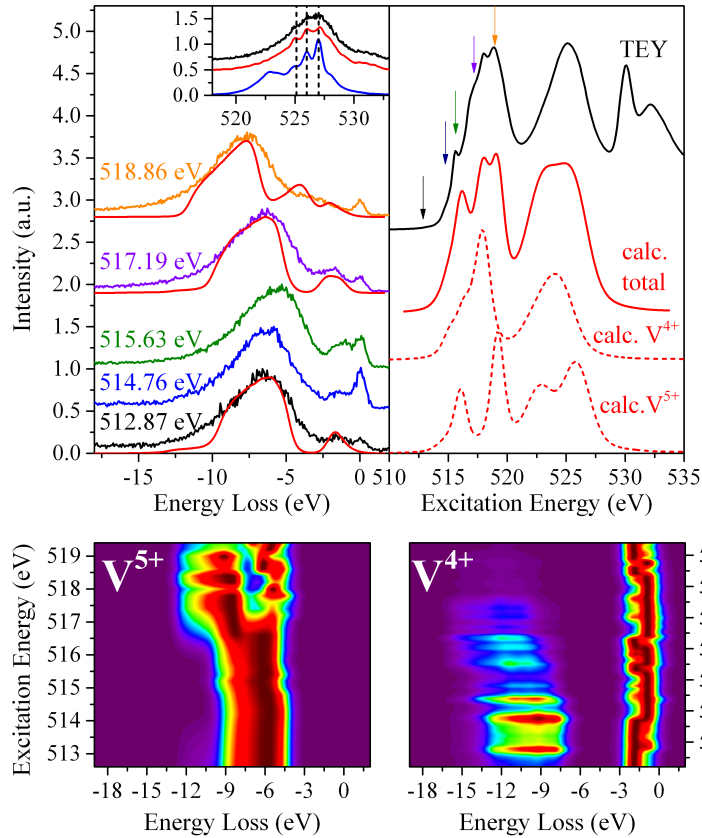 5.0
4.5
4.0
3.5
3.0
2.5
2.0
1.5
1.0
0.5
0.0
Intensity (a.u.)
1.5
1.0
0.5
0.0
520 525 530
518.86 eV
517.19 eV
515.63 eV
514.76 eV
512.87 eV
-15 -10 -5 0
Energy Loss (eV)
TEY
calc.
total
calc. V4+
calc.V5+
510 515 520 525 530 535
Excitation Energy (eV)
V5+
519
518
517
516
515
514
513
Excitation Energy (eV)
-18 -15 -12 -9 -6 -3 0
Energy Loss (eV)
V4+
-18 -15 -12 -9 -6 -3 0
Energy Loss (eV)